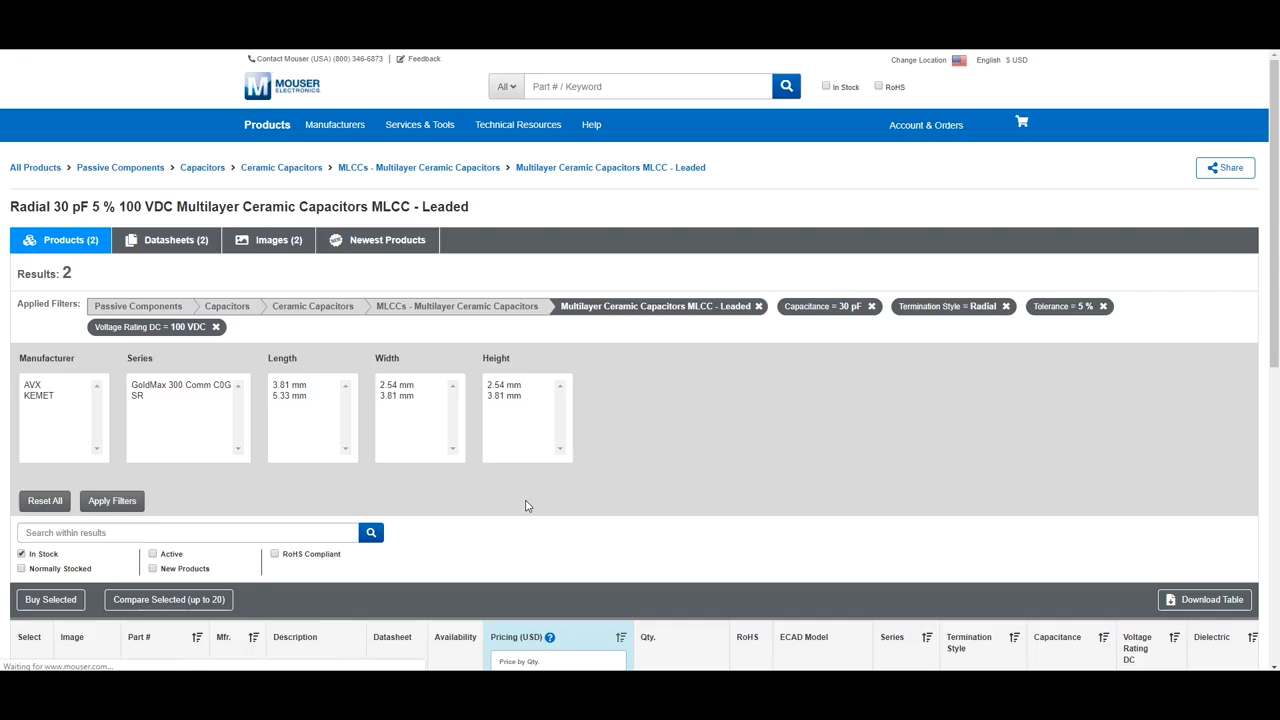 Contact Mouser (USA) (800) 346-6873 | Feedback
Change Location English $ USD
MOUSER ELECTRONICS
All Part # / Keyword In Stock RoHS
Products Manufacturers Services & Tools Technical Resources Help Account & Orders
All Products > Passive Components > Capacitors > Ceramic Capacitors > MLCCs - Multilayer Ceramic Capacitors > Multilayer Ceramic Capacitors MLCC - Leaded Share
Radial 30 pF 5 % 100 VDC Multilayer Ceramic Capacitors MLCC - Leaded
Products (2) Datasheets (2) Images (2) Newest Products
Results: 2
Applied Filters: Passive Components Capacitors Ceramic Capacitors MLCCs - Multilayer Ceramic Capacitors Multilayer Ceramic Capacitors MLCC - Leaded Capacitance = 30 pF Termination Style = Radial Tolerance = 5 %
Voltage Rating DC = 100 VDC
Manufacturer Series Length Width Height
AVX GoldMax 300 Comm C0G 3.81 mm 2.54 mm 2.54 mm
KEMET SR 5.33 mm 3.81 mm 3.81 mm
Reset All Apply Filters
Search within results
In Stock Active RoHS Compliant
Normally Stocked New Products
Buy Selected Compare Selected (up to 20) Download Table
Select Image Part # Mfr. Description Datasheet Availability Pricing (USD) Qty. RoHS ECAD Model Series Termination Style Capacitance Voltage Rating DC Dielectric
Price by Qty.
Waiting for www.mouser.com...